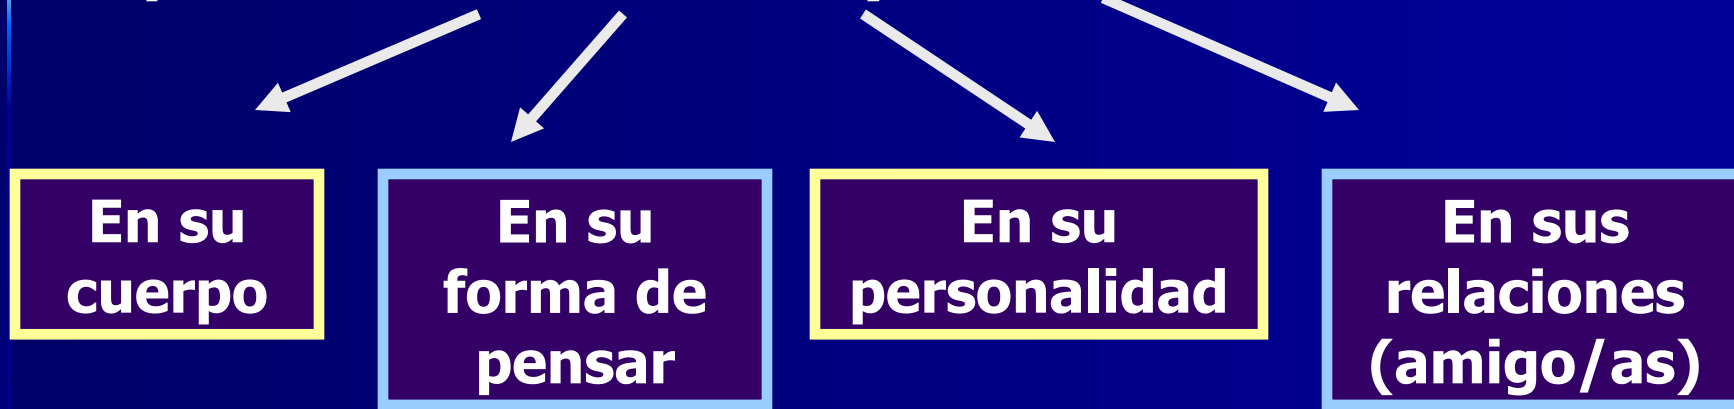 En su
cuerpo
En su
forma de
pensar
En su
personalidad
En sus
relaciones
(amigo/as)